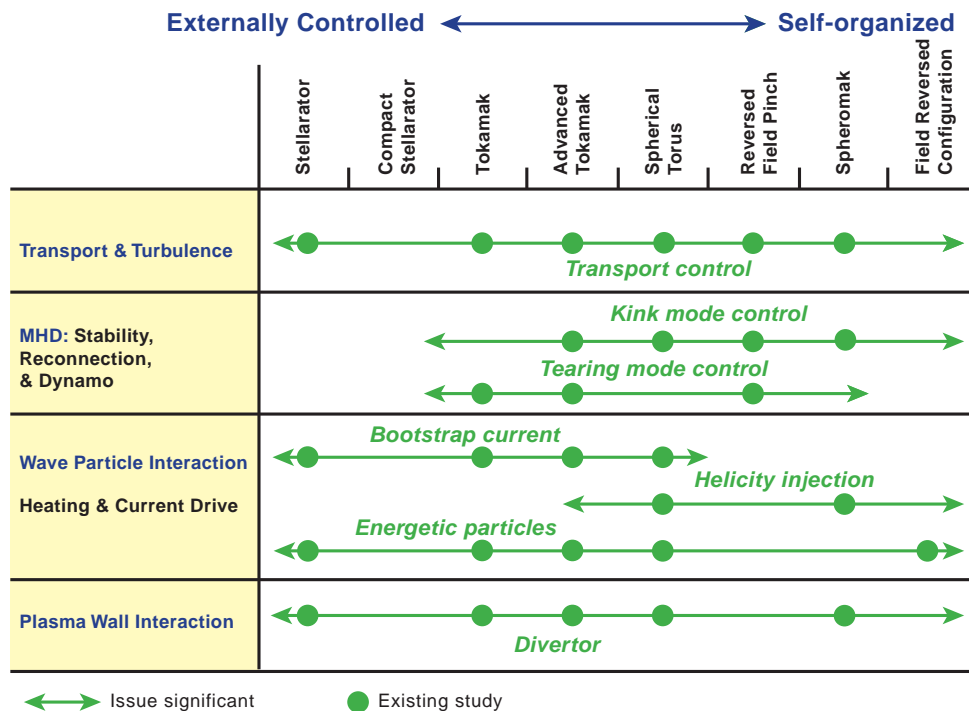 Externally Controlled Self-organized
Stellarator
Compact
Stellarator
Tokamak
Advanced
Tokamak
Spherical
Torus
Reversed
Field Pinch
Spheromak
Field Reversed
Configuration
Transport & Turbulence
Transport control
MHD: Stability,
Reconnection,
& Dynamo
Kink mode control
Tearing mode control
Wave Particle Interaction
Heating & Current Drive
Bootstrap current
Helicity injection
Energetic particles
Plasma Wall Interaction
Divertor
Issue significant
Existing study